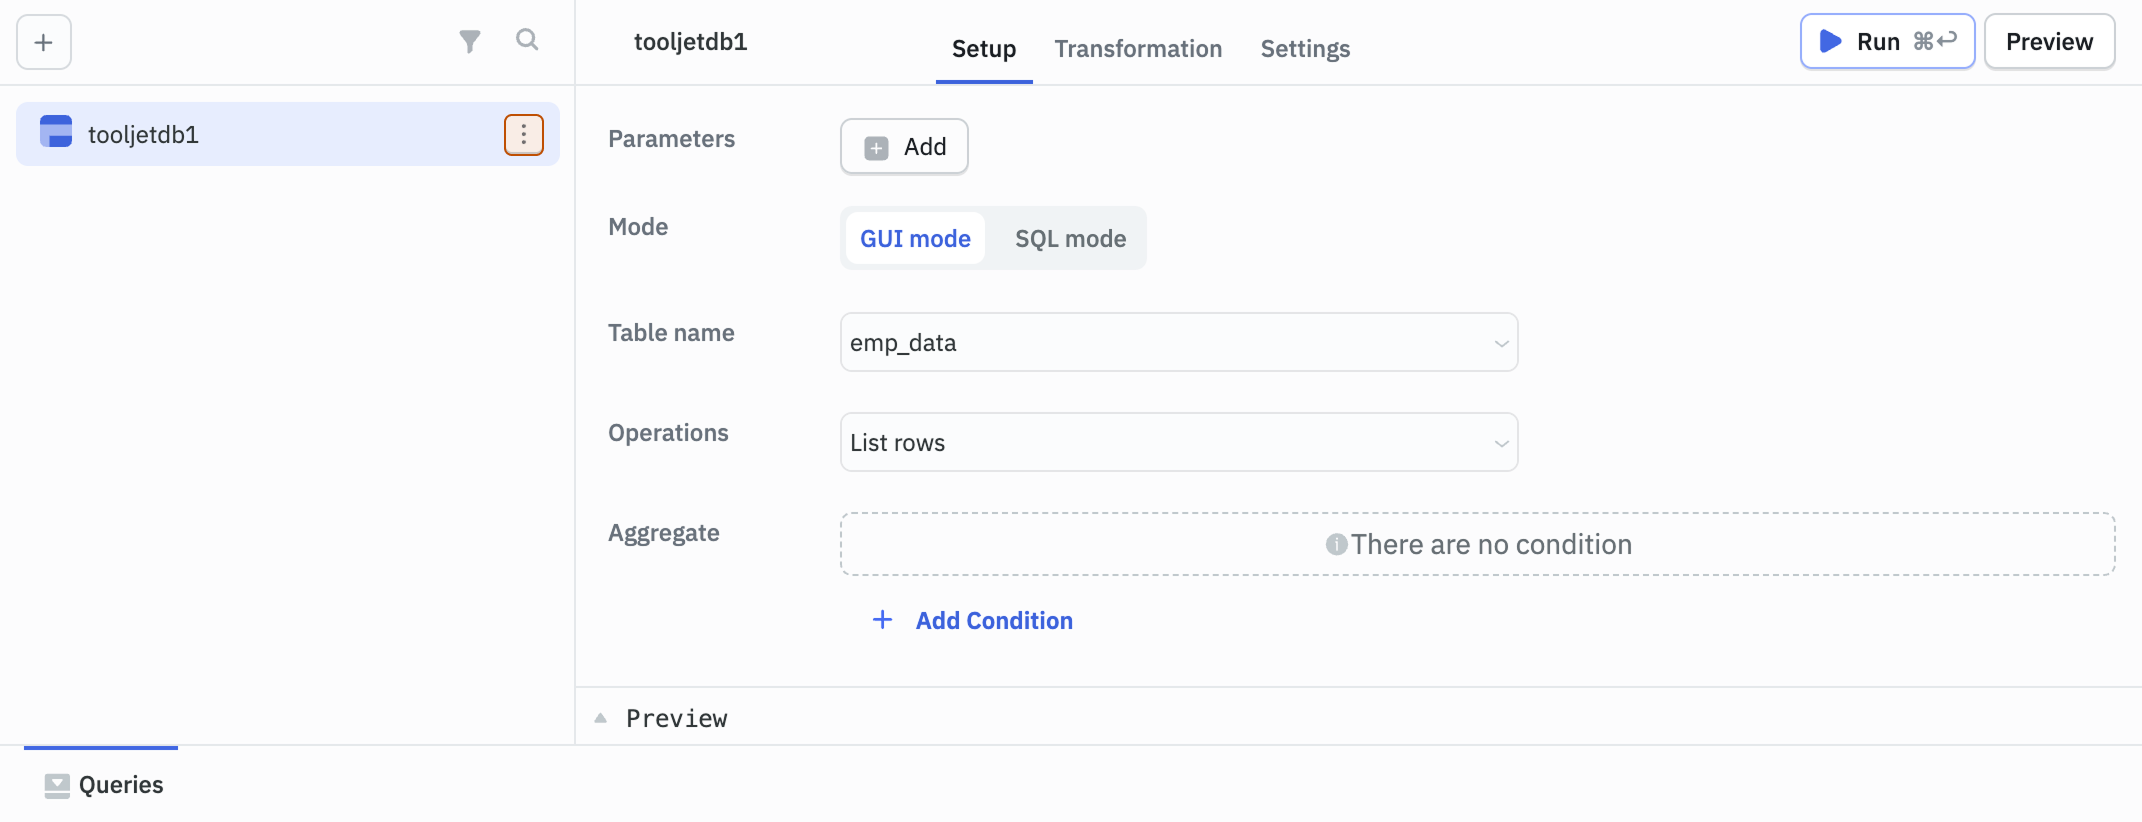 tooljetdb1
Setup
Transformation
Settings
Run ⌘↩
Preview
tooljetdb1
Parameters
Add
Mode
GUI mode
SQL mode
Table name
emp_data
Operations
List rows
Aggregate
There are no condition
+ Add Condition
Preview
Queries